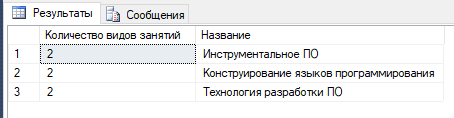 Результаты Сообщения
Количество видов занятий Название
1 2 Инструментальное ПО
2 2 Конструирование языков программирования
3 2 Технология разработки ПО